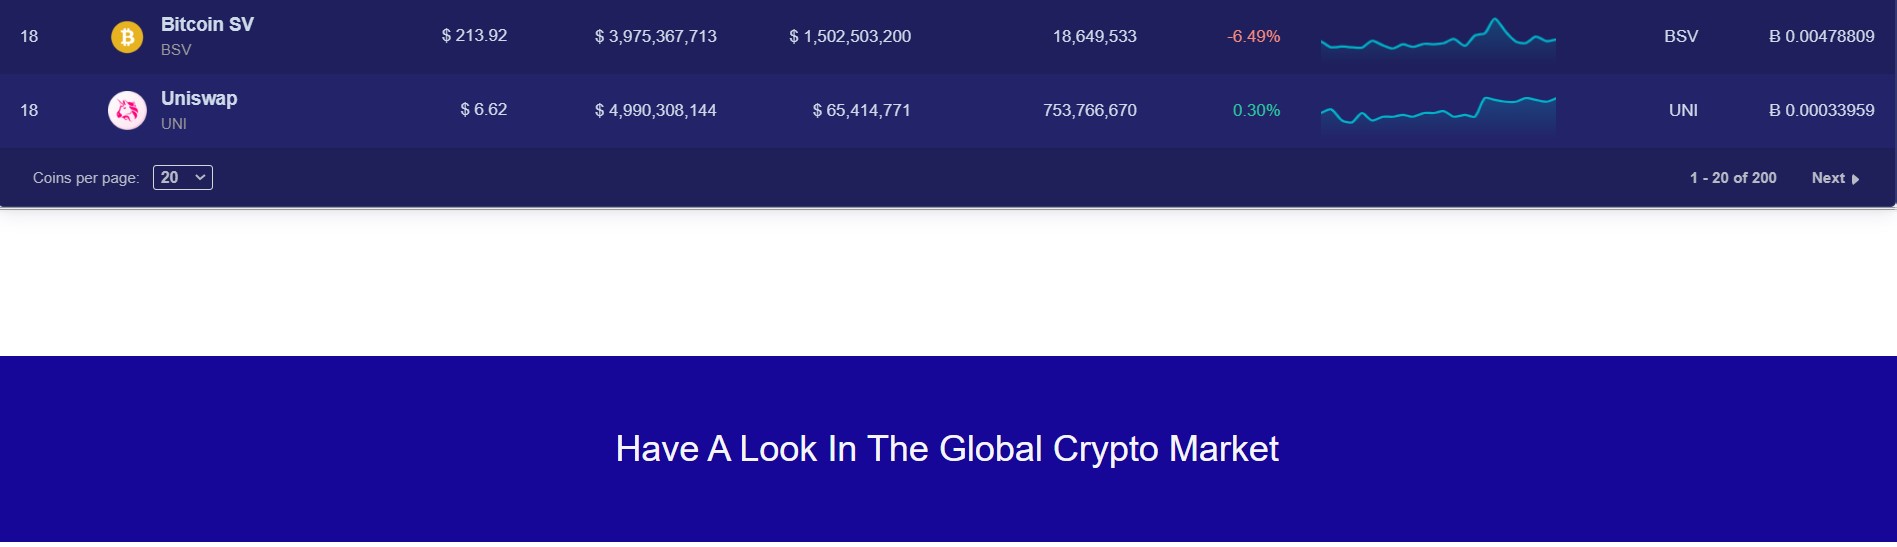 18 Bitcoin SV BSV $ 213.92 $ 3,975,367,713 $ 1,502,503,200 18,649,533 -6.49% BSV Ƀ 0.00478809
18 Uniswap UNI $ 6.62 $ 4,990,308,144 $ 65,414,771 753,766,670 0.30% UNI Ƀ 0.00033959
Coins per page: 20 1 - 20 of 200 Next
Have A Look In The Global Crypto Market